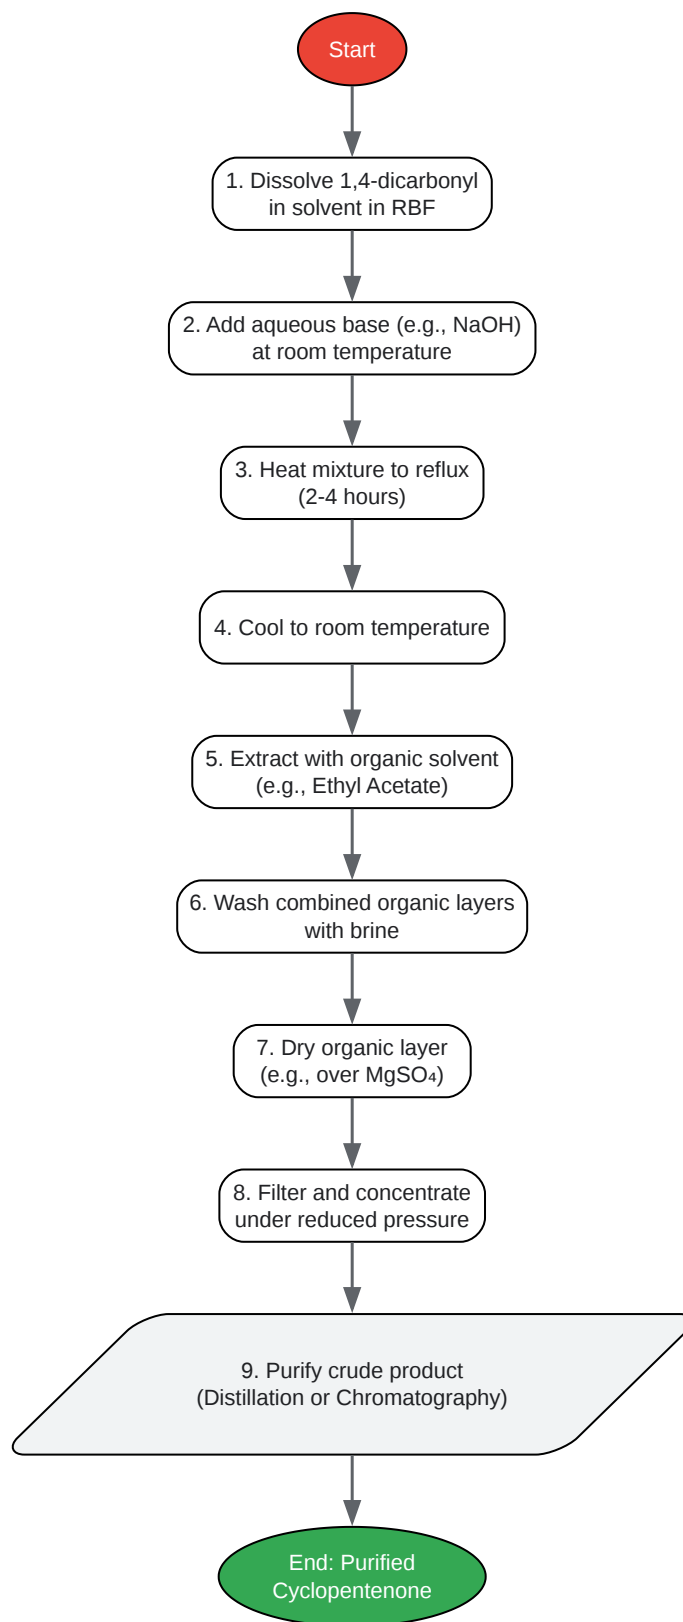 Start
1. Dissolve 1,4-dicarbonyl
in solvent in RBF
2. Add aqueous base (e.g., NaOH)
at room temperature
3. Heat mixture to reflux
(2-4 hours)
4. Cool to room temperature
5. Extract with organic solvent
(e.g., Ethyl Acetate)
6. Wash combined organic layers
with brine
7. Dry organic layer
(e.g., over MgSO₄)
8. Filter and concentrate
under reduced pressure
9. Purify crude product
(Distillation or Chromatography)
End: Purified
Cyclopentenone